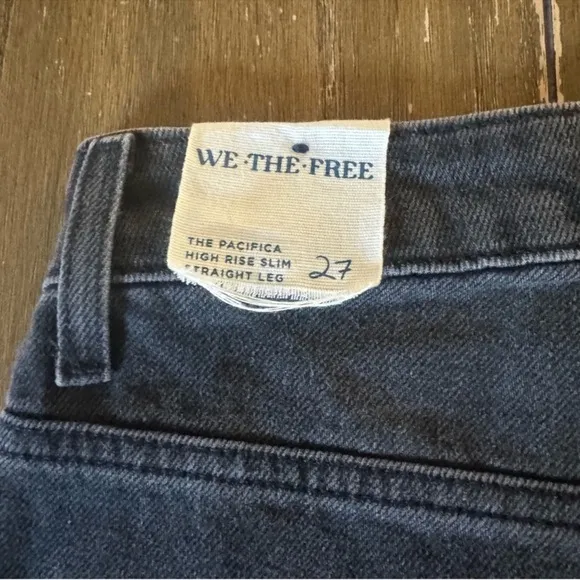 WE·THE·FREE
THE PACIFICA
HIGH RISE SLIM
STRAIGHT LEG 27